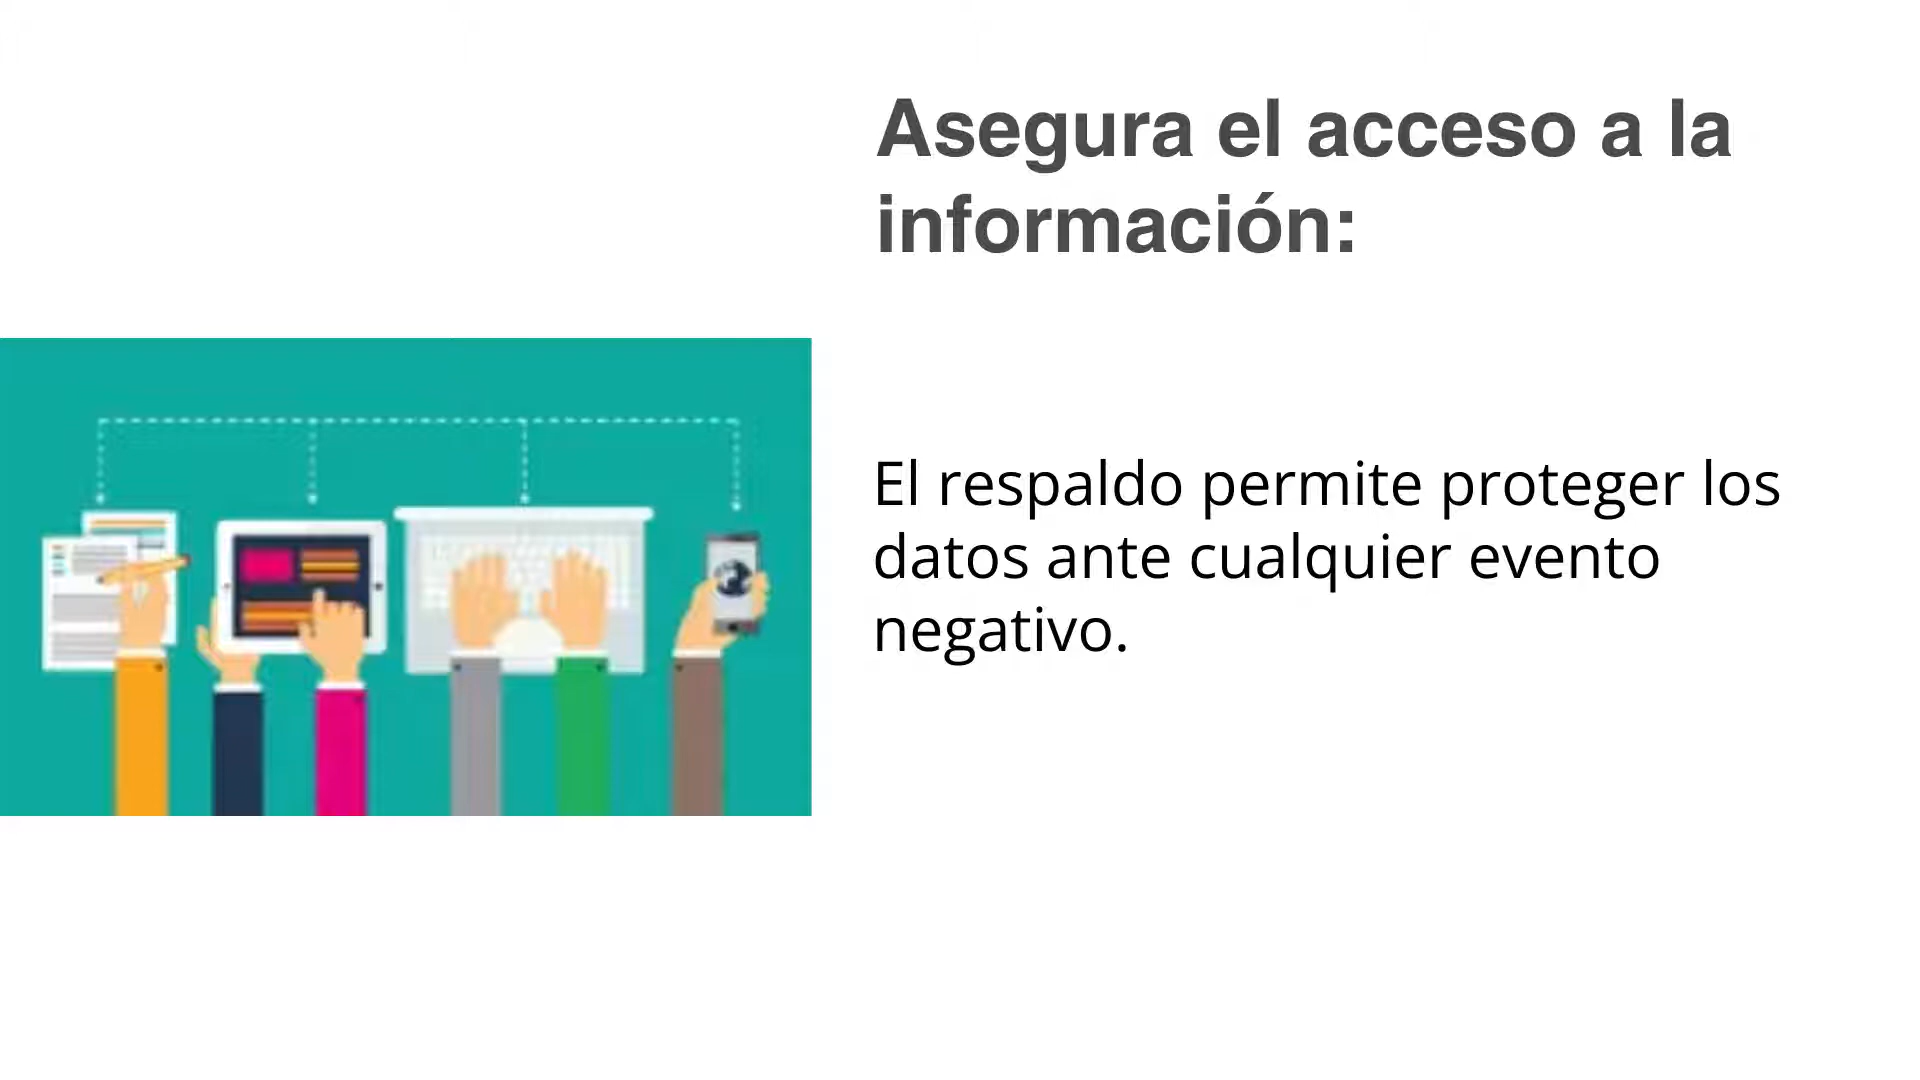 Asegura el acceso a la
información:
El respaldo permite proteger los
datos ante cualquier evento
negativo.